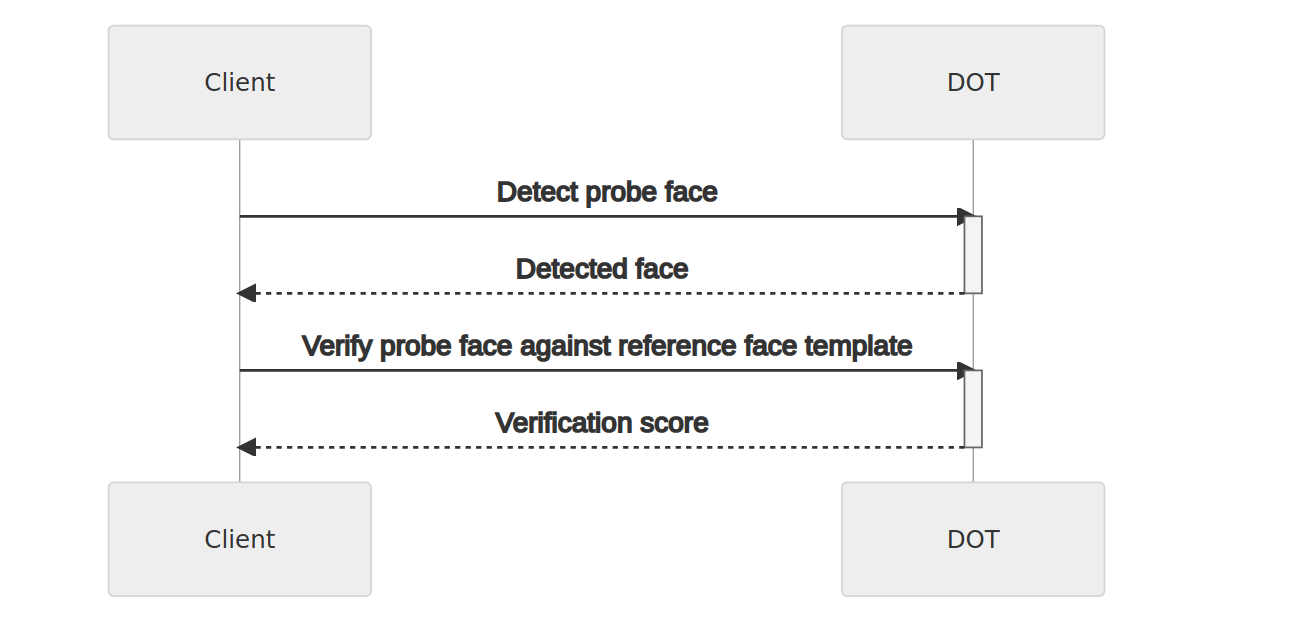 Client
DOT
Detect probe face
Detected face
Verify probe face against reference face template
Verification score
Client
DOT